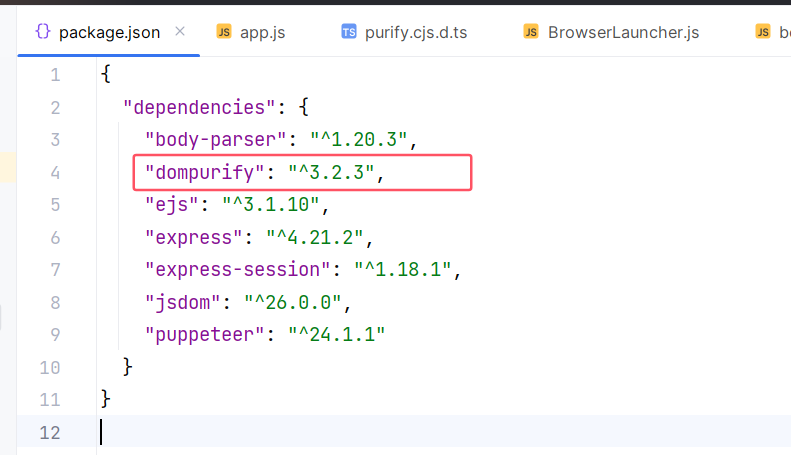 {} package.json × JS app.js TS purify.cjs.d.ts JS BrowserLauncher.js JS
1 {
2 "dependencies": {
3 "body-parser": "^1.20.3",
4 "dompurify": "^3.2.3",
5 "ejs": "^3.1.10",
6 "express": "^4.21.2",
7 "express-session": "^1.18.1",
8 "jsdom": "^26.0.0",
9 "puppeteer": "^24.1.1"
10 }
11 }
12